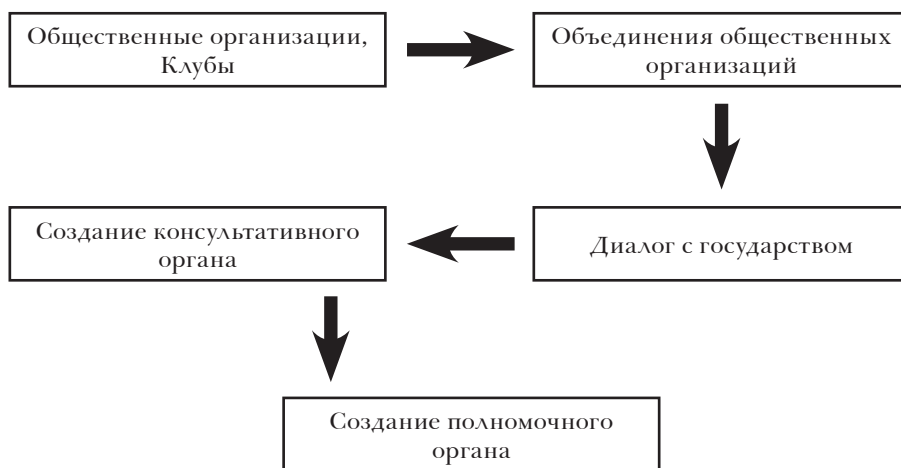 Общественные организации,
Клубы
Объединения общественных
организаций
Диалог с государством
Создание консультативного
органа
Создание полномочного
органа